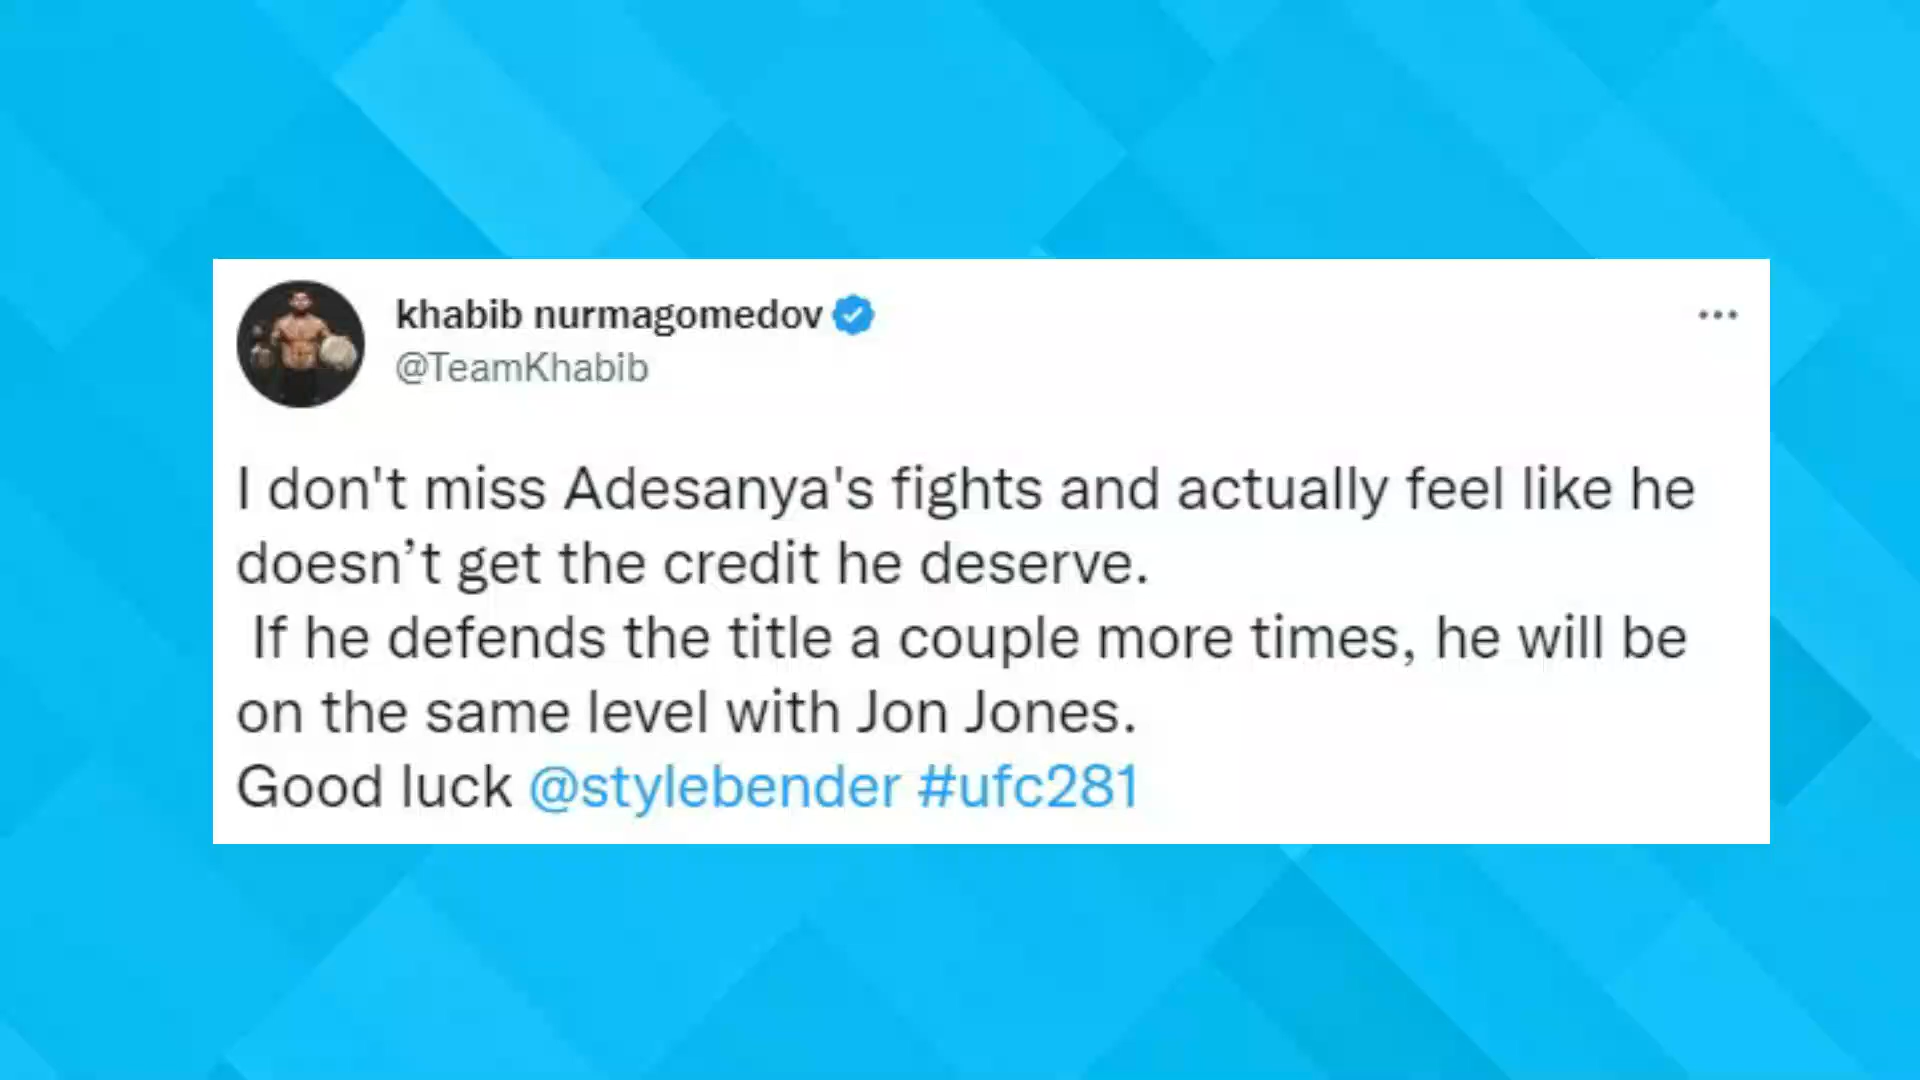 khabib nurmagomedov
@TeamKhabib
I don't miss Adesanya's fights and actually feel like he
doesn’t get the credit he deserve.
If he defends the title a couple more times, he will be
on the same level with Jon Jones.
Good luck @stylebender #ufc281